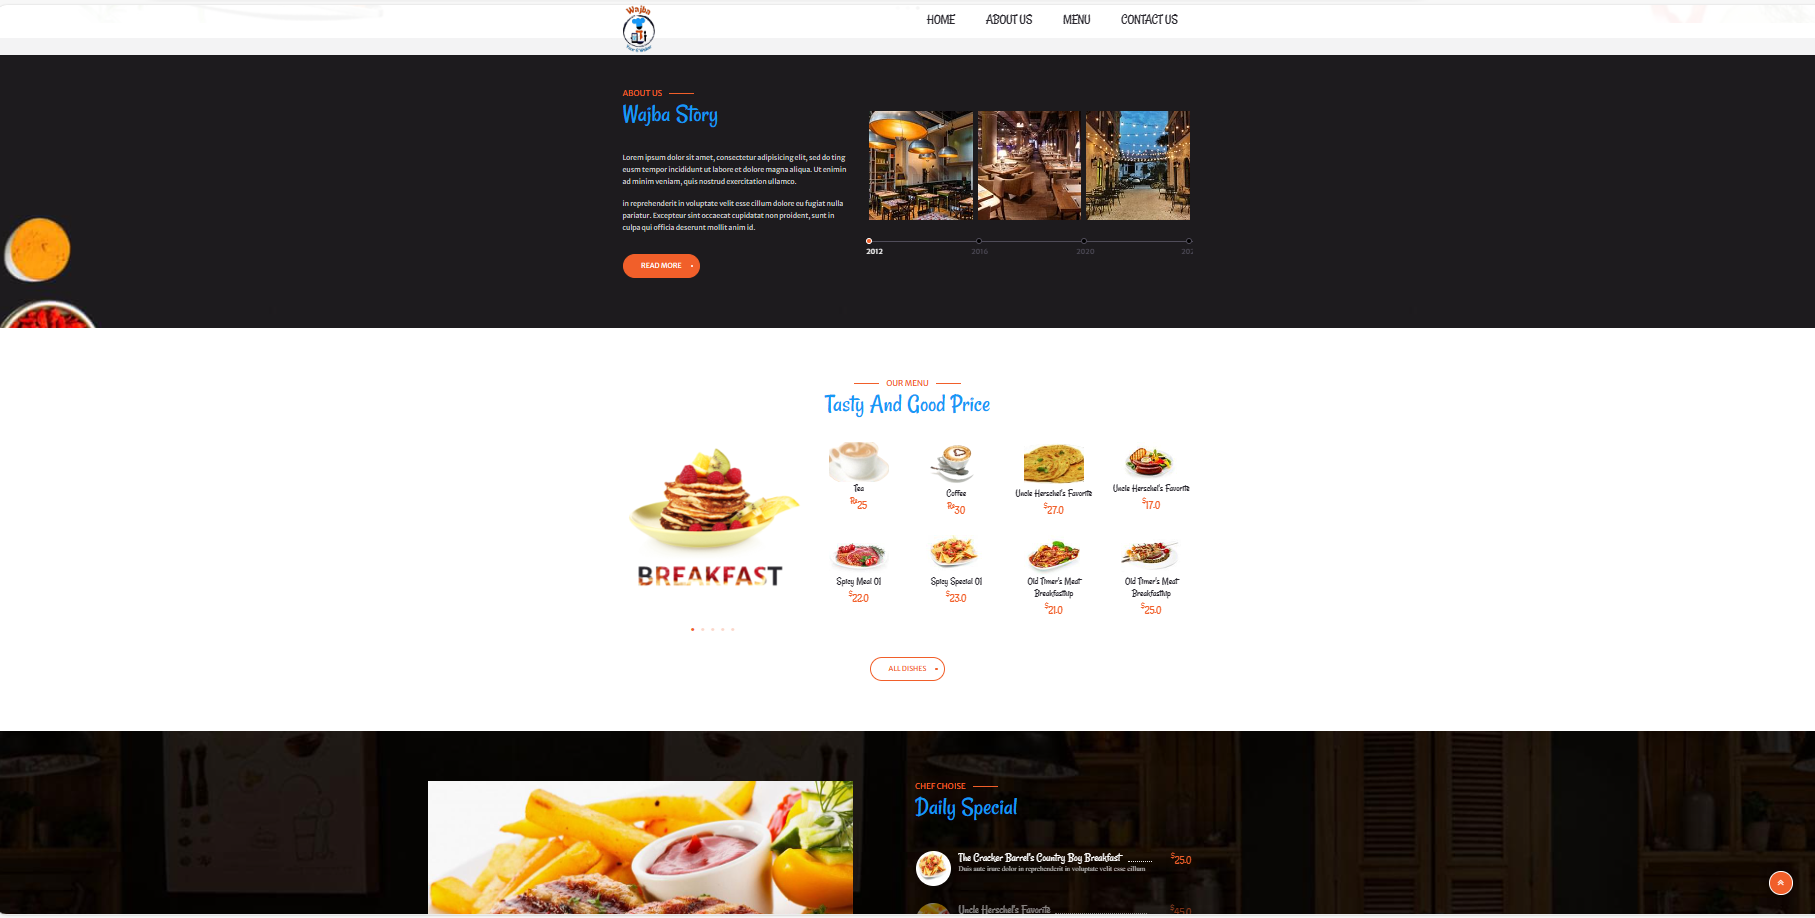 Wajba
HOME ABOUT US MENU CONTACT US
ABOUT US
Wajba Story
Lorem ipsum dolor sit amet, consectetur adipisicing elit, sed do ting
eusm tempor incididunt ut labore et dolore magna aliqua. Ut enimin
ad minim veniam, quis nostrud exercitation ullamco.
in reprehenderit in voluptate velit esse cillum dolore eu fugiat nulla
pariatur. Excepteur sint occaecat cupidatat non proident, sunt in
culpa qui officia deserunt mollit anim id.
READ MORE
2012 2016 2020 202
OUR MENU
Tasty And Good Price
BREAKFAST
Tea
Rs25
Coffee
Rs30
Uncle Herschel's Favorite
$27.0
Uncle Herschel's Favorite
$17.0
Spicy Meal 01
$22.0
Spicy Special 01
$23.0
Old Timer's Meat
Breakfasthip
$21.0
Old Timer's Meat
Breakfasthip
$25.0
ALL DISHES
CHEF CHOISE
Daily Special
The Cracker Barrel's Country Boy Breakfast $25.0
Duis aute irure dolor in reprehenderit in voluptate velit esse cillum
Uncle Herschel's Favorite $45.0